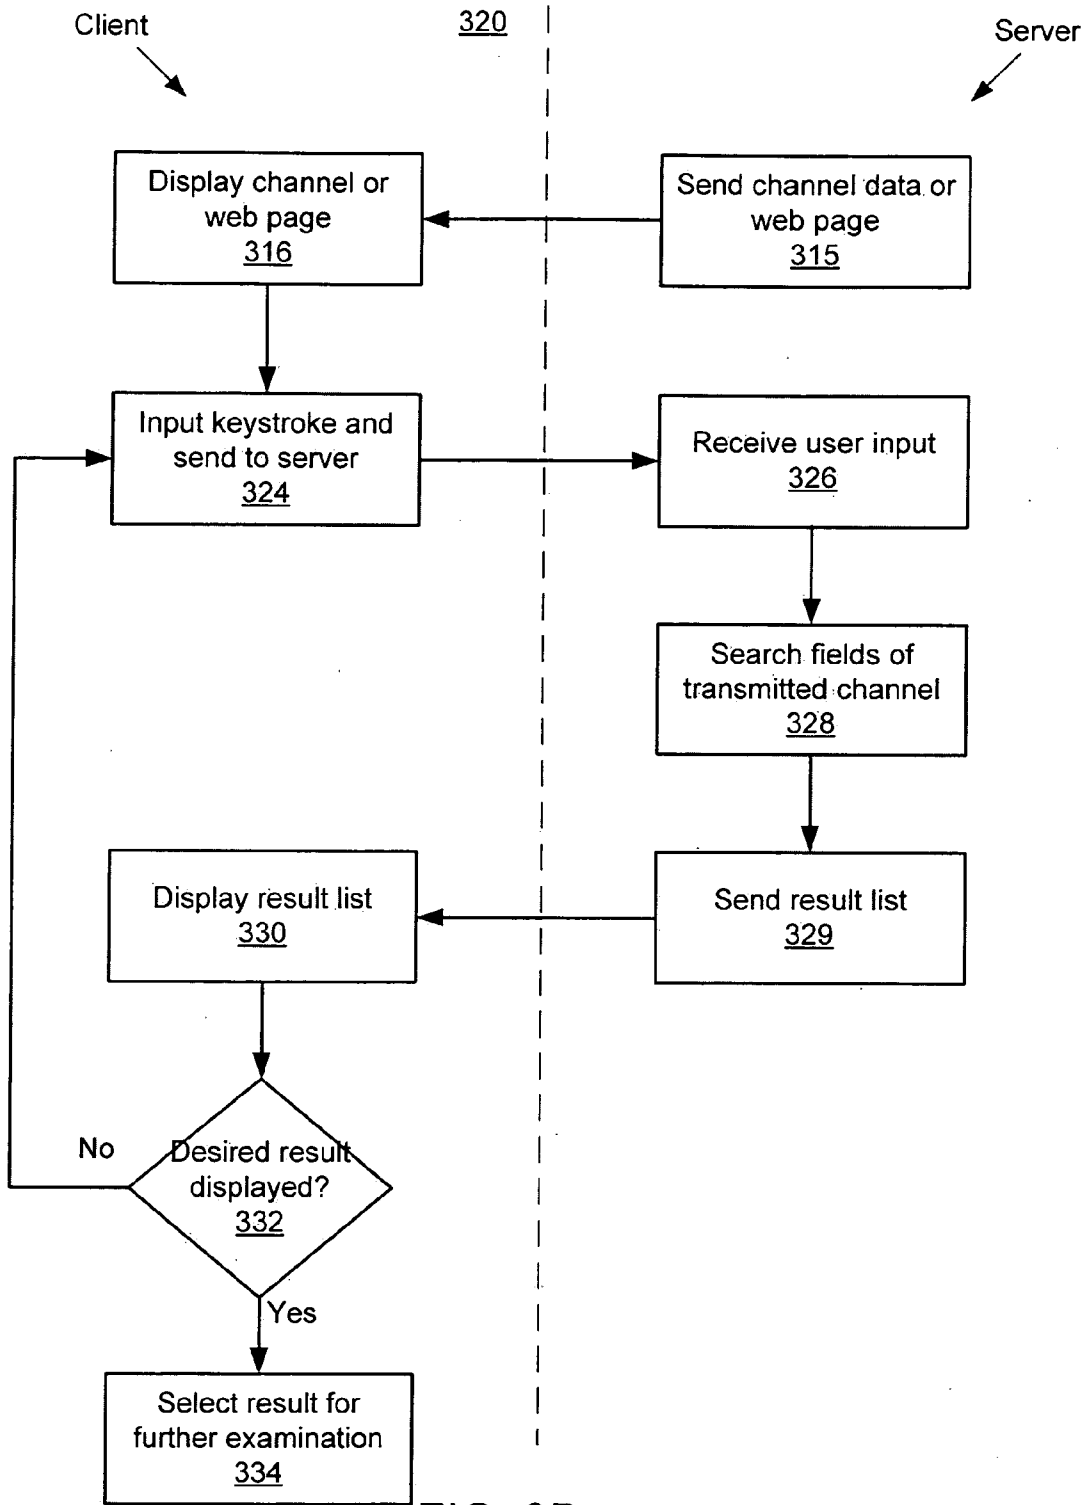 Client
320
Server
Display channel or
web page
316
Send channel data or
web page
315
Input keystroke and
send to server
324
Receive user input
326
Search fields of
transmitted channel
328
Display result list
330
Send result list
329
No
Desired result
displayed?
332
Yes
Select result for
further examination
334